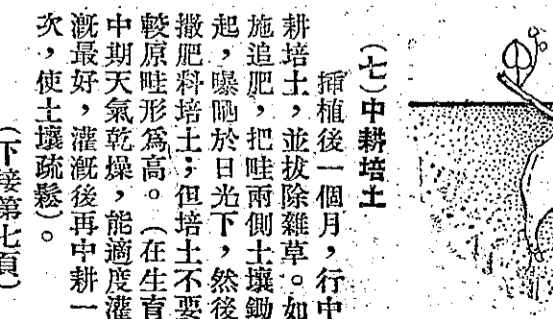 (七)中耕培土
插植後一個月,行中
耕培土,並拔除雜草。如
施追肥,把畦兩側土壤鋤
起,曝晒於日光下,然後
撒肥料培土;但培土不要
較原畦形爲高。(在生育
中期天氣乾燥,能適度灌
漑最好,灌漑後再中耕一
次,使土壤疏鬆)。
(下接第七頁)